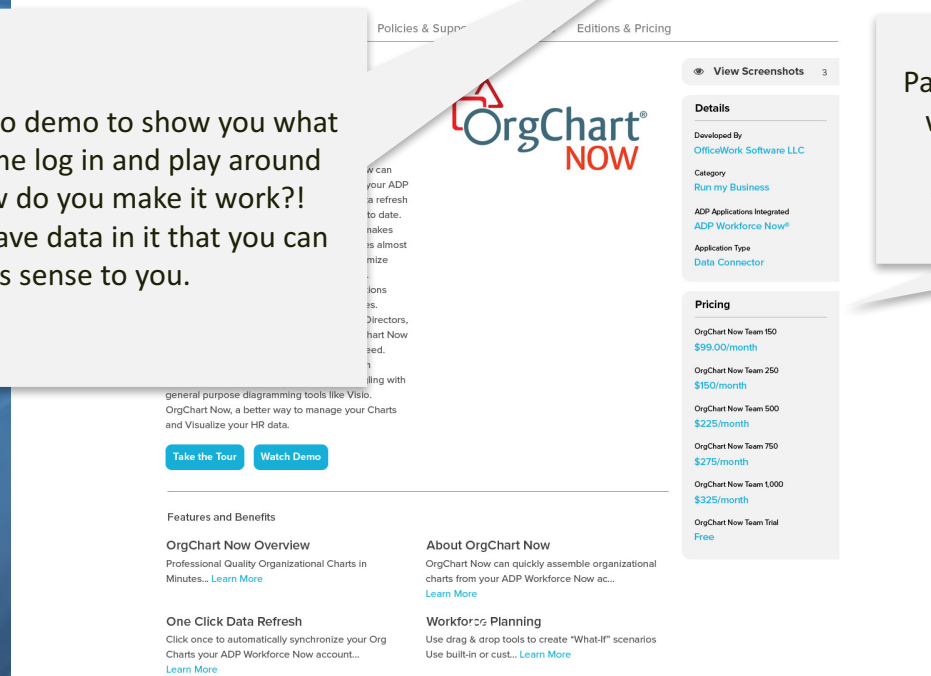 Policies & Suppo
Editions & Pricing
o demo to show you what
ne log in and play around
w do you make it work?!
ave data in it that you can
s sense to you.
Pa
OrgChart®
NOW
w can
your ADP
ta refresh
to date.
makes
es almost
mize
ions
es.
Directors,
hart Now
eed.
gling with
general purpose diagramming tools like Visio.
OrgChart Now, a better way to manage your Charts
and Visualize your HR data.
Take the Tour
Watch Demo
View Screenshots 3
Details
Developed By
OfficeWork Software LLC
Category
Run my Business
ADP Applications Integrated
ADP Workforce Now®
Application Type
Data Connector
Pricing
OrgChart Now Team 150
$99.00/month
OrgChart Now Team 250
$150/month
OrgChart Now Team 500
$225/month
OrgChart Now Team 750
$275/month
OrgChart Now Team 1,000
$325/month
OrgChart Now Team Trial
Free
Features and Benefits
OrgChart Now Overview
Professional Quality Organizational Charts in
Minutes... Learn More
About OrgChart Now
OrgChart Now can quickly assemble organizational
charts from your ADP Workforce Now ac...
Learn More
One Click Data Refresh
Click once to automatically synchronize your Org
Charts your ADP Workforce Now account...
Learn More
Workforce Planning
Use drag & drop tools to create "What-If" scenarios
Use built-in or cust... Learn More